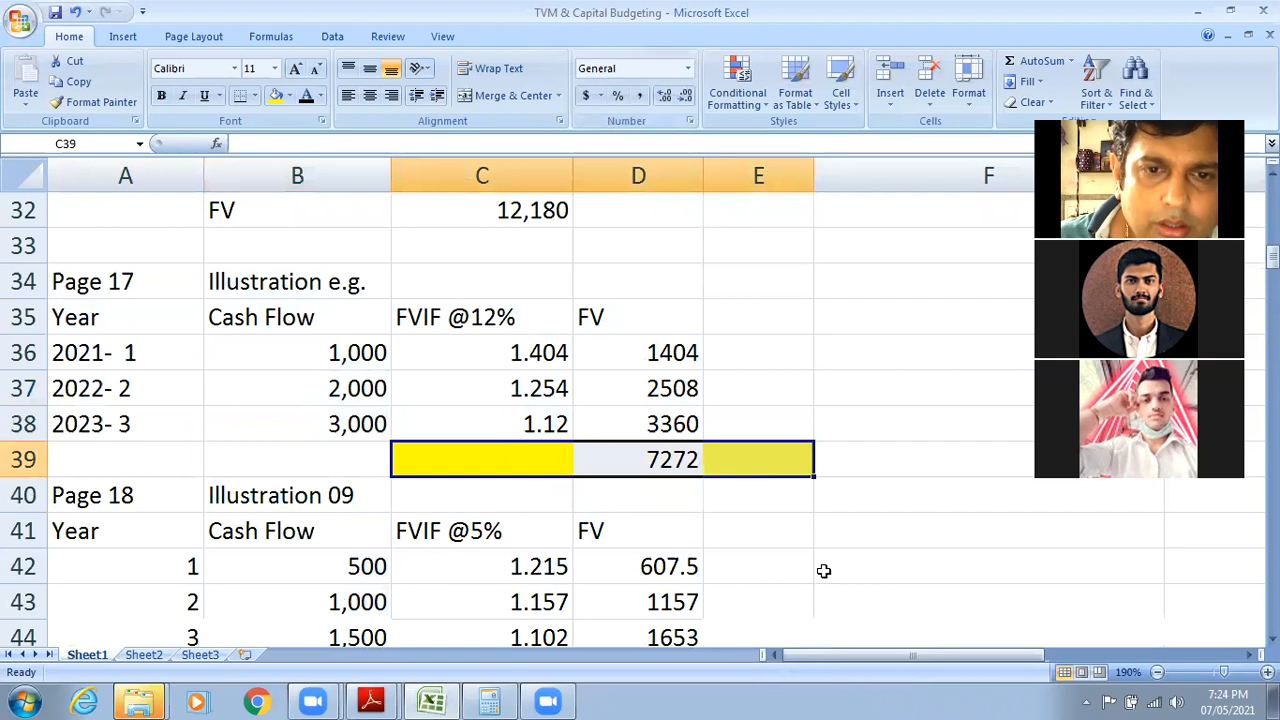 TVM & Capital Budgeting - Microsoft Excel
Home Insert Page Layout Formulas Data Review View
Paste Cut Copy Format Painter Clipboard
Calibri 11 A A B I U A Font
Wrap Text Merge & Center Alignment
General $ % , Number
Conditional Formatting Format as Table Cell Styles Styles
Insert Delete Format Cells
Σ AutoSum Fill Clear Sort & Filter Find & Select
C39 fx
A B C D E F
32 FV 12,180
33
34 Page 17 Illustration e.g.
35 Year Cash Flow FVIF @12% FV
36 2021- 1 1,000 1.404 1404
37 2022- 2 2,000 1.254 2508
38 2023- 3 3,000 1.12 3360
39 7272
40 Page 18 Illustration 09
41 Year Cash Flow FVIF @5% FV
42 1 500 1.215 607.5
43 2 1,000 1.157 1157
44 3 1,500 1.102 1653
Sheet1 Sheet2 Sheet3
Ready 190%
7:24 PM
07/05/2021